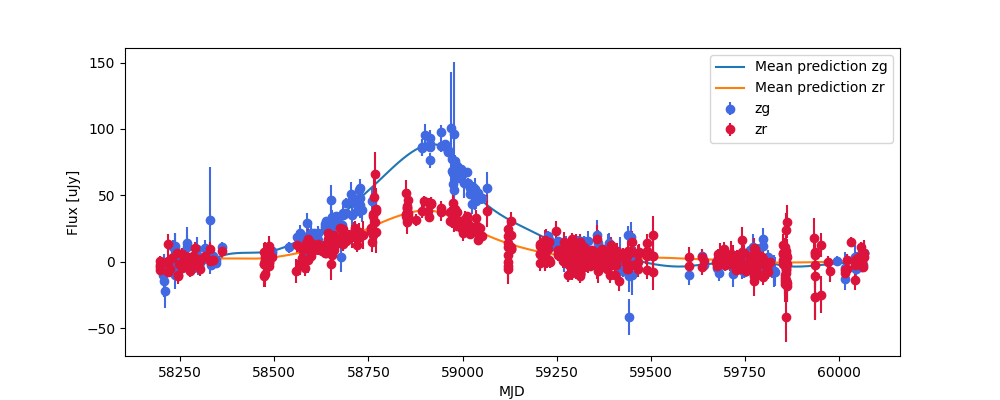 150
100
50
0
−50
Flux [uJy]
58250
58500
58750
59000
59250
59500
59750
60000
MJD
Mean prediction zg
Mean prediction zr
zg
zr